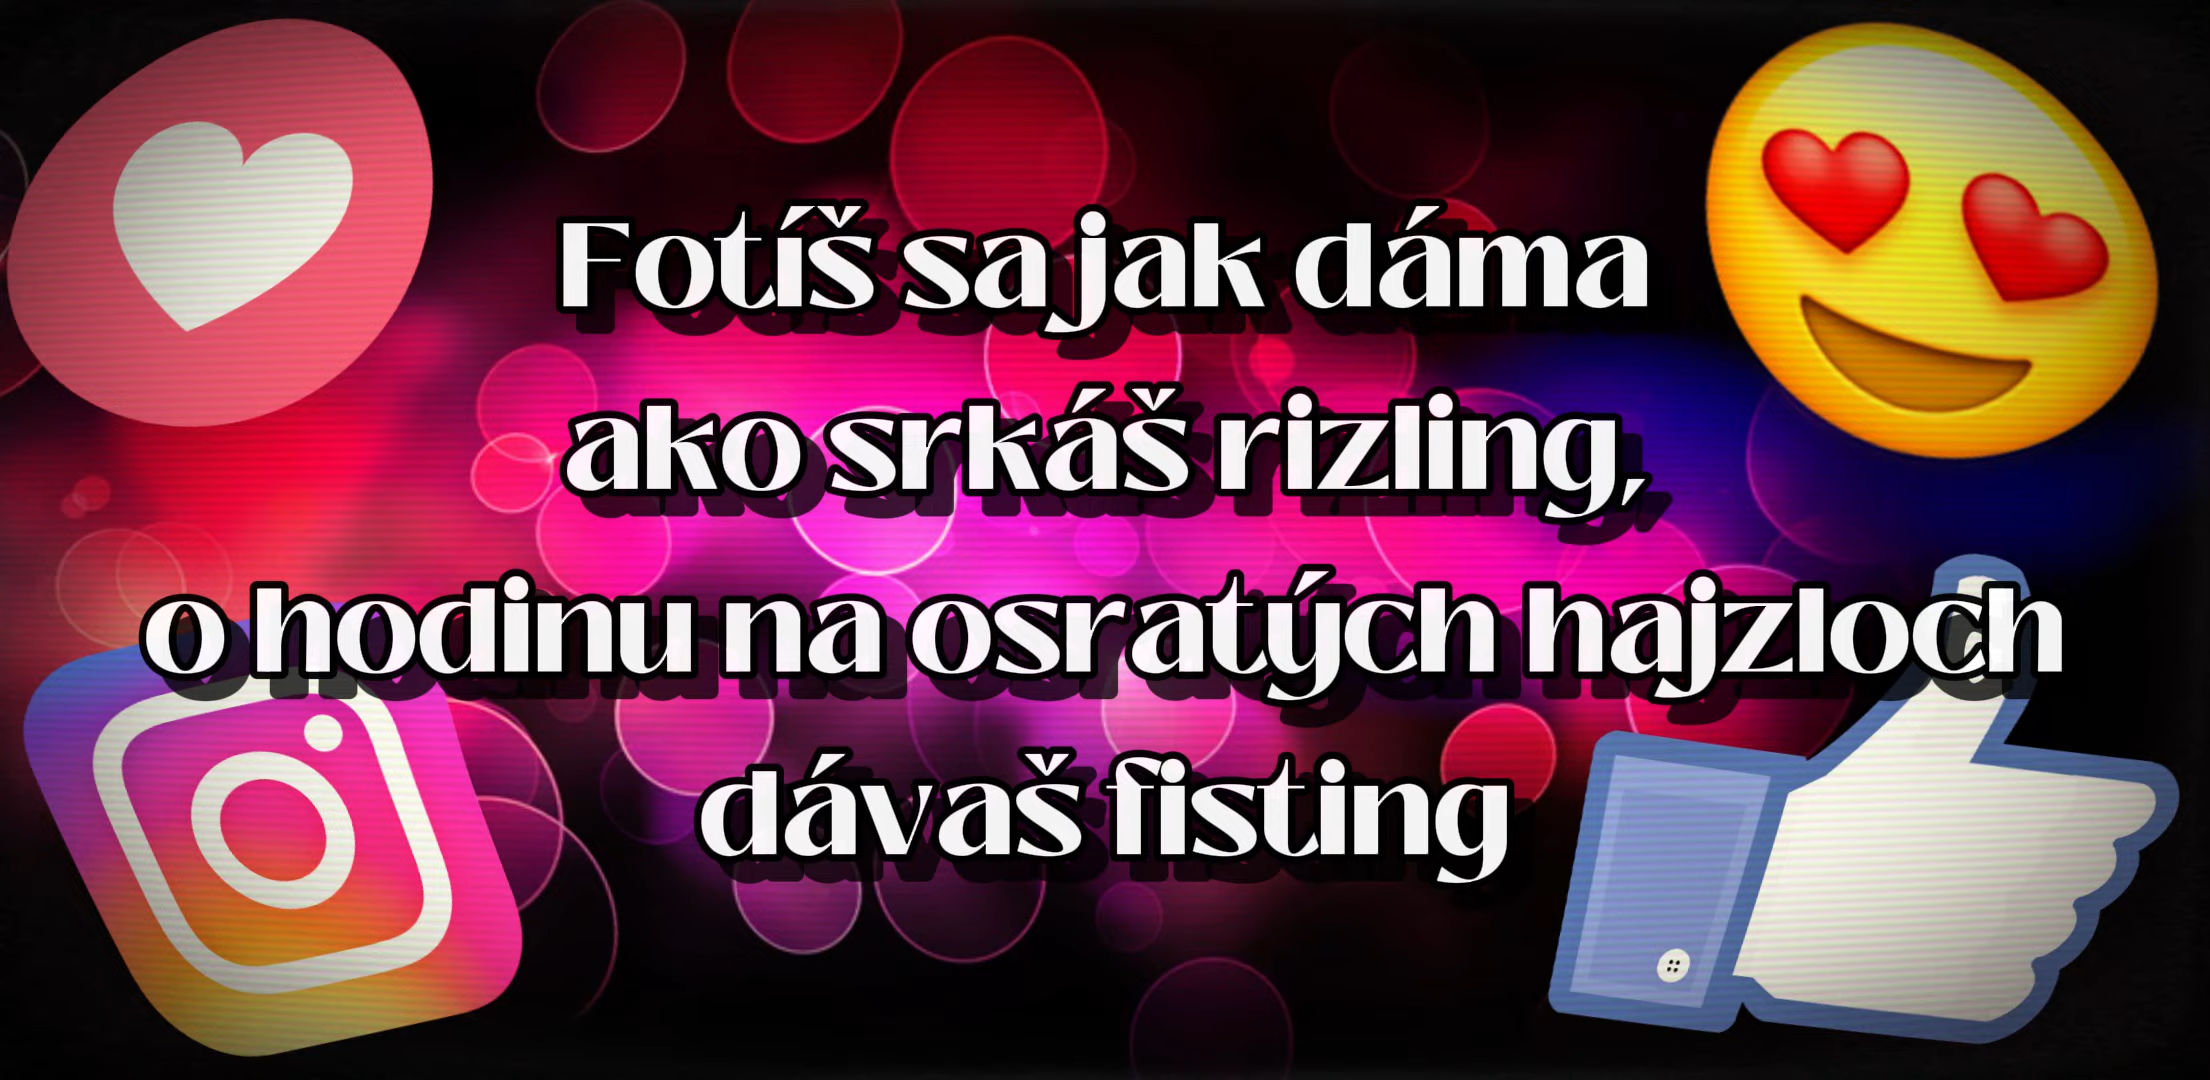 Fotíš sa jak dáma
ako srkáš rizling,
o hodinu na osratých hajzloch
dávaš fisting